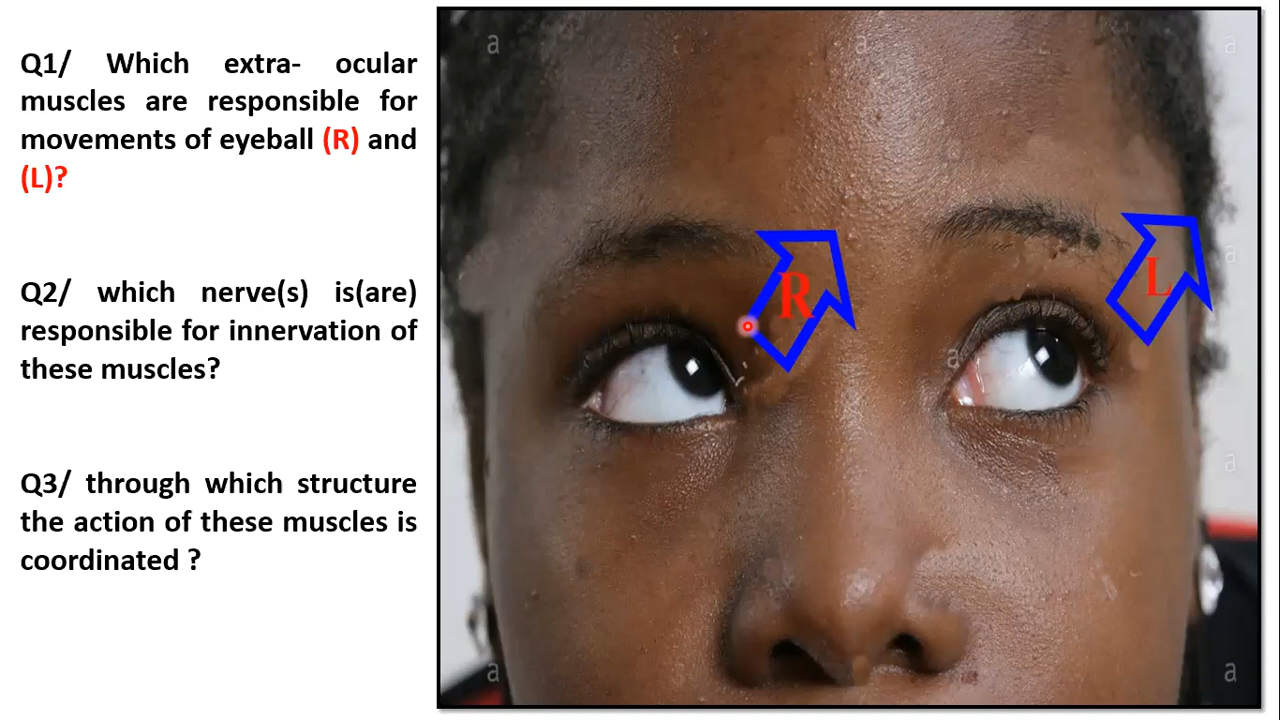 Q1/ Which extra- ocular
muscles are responsible for
movements of eyeball (R) and
(L)?
Q2/ which nerve(s) is(are)
responsible for innervation of
these muscles?
Q3/ through which structure
the action of these muscles is
coordinated ?
R
L
a
a
a
a
a
a
a
a